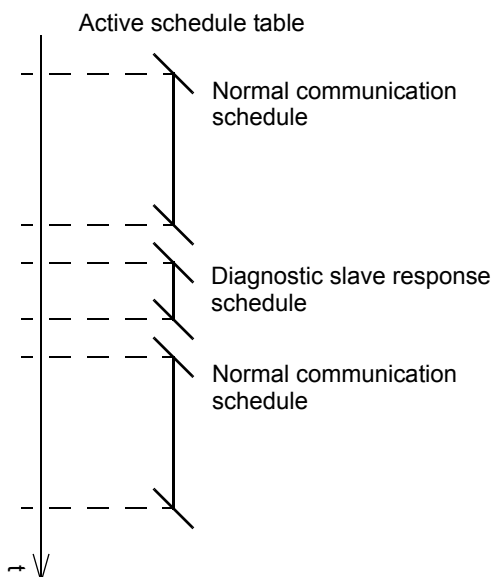 Active schedule table
Normal communication
schedule
Diagnostic slave response
schedule
Normal communication
schedule
t